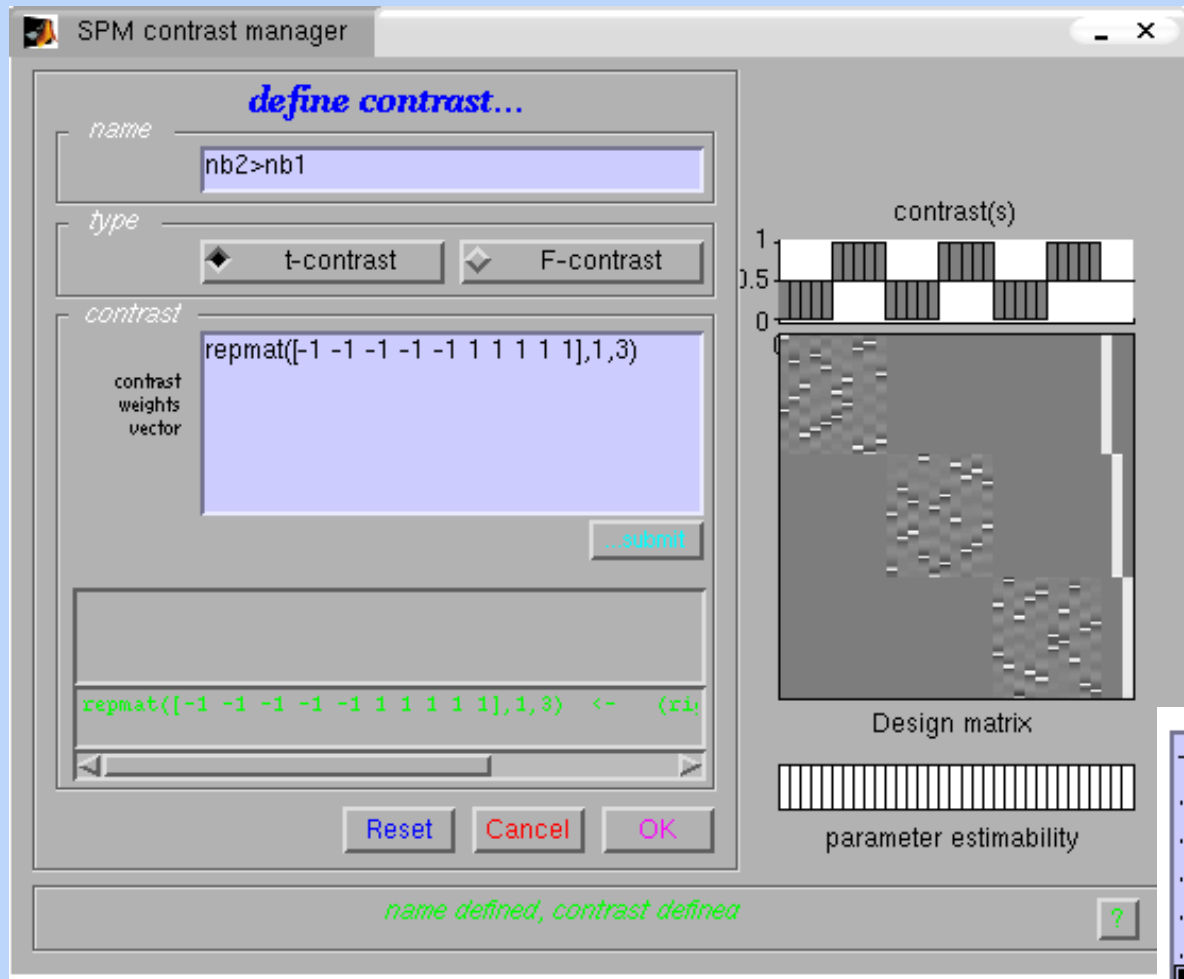 SPM contrast manager
define contrast...
name
nb2>nb1
type
t-contrast
F-contrast
contrast
contrast
weights
vector
repmat([-1 -1 -1 -1 -1 1 1 1 1 1],1,3)
...submit
repmat([-1 -1 -1 -1 -1 1 1 1 1 1],1,3) <- (ri
Reset
Cancel
OK
name defined, contrast defined
?
contrast(s)
1
0.5
0
Design matrix
parameter estimability